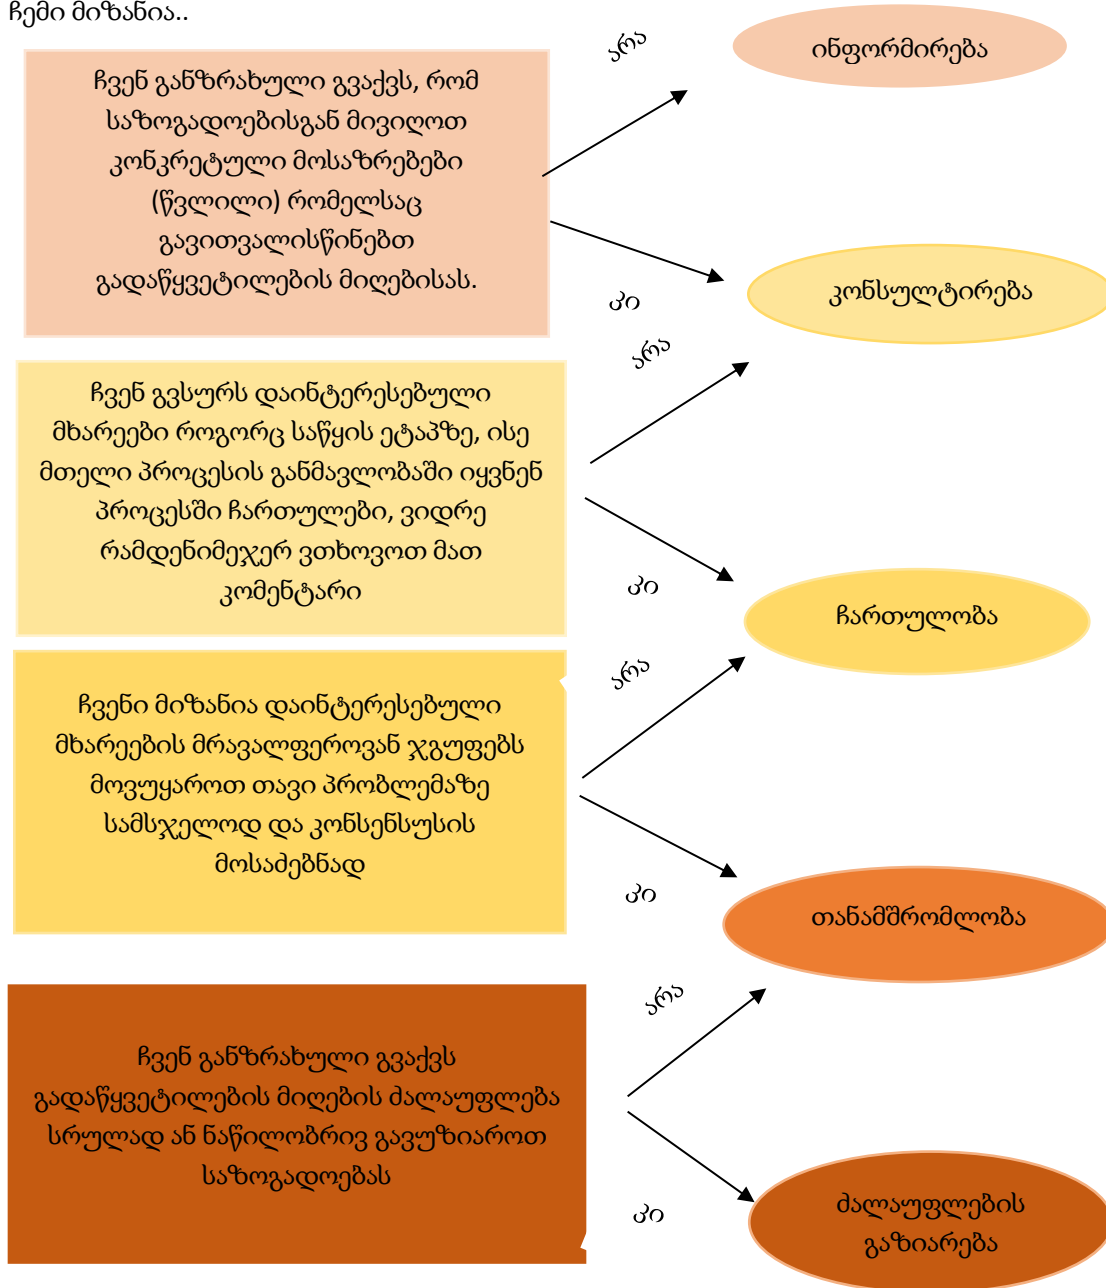 ჩემი მიზანია..
არა
ინფორმირება
ჩვენ განზრახული გვაქვს, რომ
საზოგადოებისგან მივიღოთ
კონკრეტული მოსაზრებები
(წვლილი) რომელსაც
გავითვალისწინებთ
გადაწყვეტილების მიღებისას.
კი
კონსულტირება
არა
ჩვენ გვსურს დაინტერესებული
მხარეები როგორც საწყის ეტაპზე, ისე
მთელი პროცესის განმავლობაში იყვნენ
პროცესში ჩართულები, ვიდრე
რამდენიმეჯერ ვთხოვოთ მათ
კომენტარი
კი
ჩართულობა
არა
ჩვენი მიზანია დაინტერესებული
მხარეების მრავალფეროვან ჯგუფებს
მოვუყაროთ თავი პრობლემაზე
სამსჯელოდ და კონსენსუსის
მოსაძებნად
კი
თანამშრომლობა
არა
ჩვენ განზრახული გვაქვს
გადაწყვეტილების მიღების ძალაუფლება
სრულად ან ნაწილობრივ გავუზიაროთ
საზოგადოებას
კი
ძალაუფლების
გაზიარება